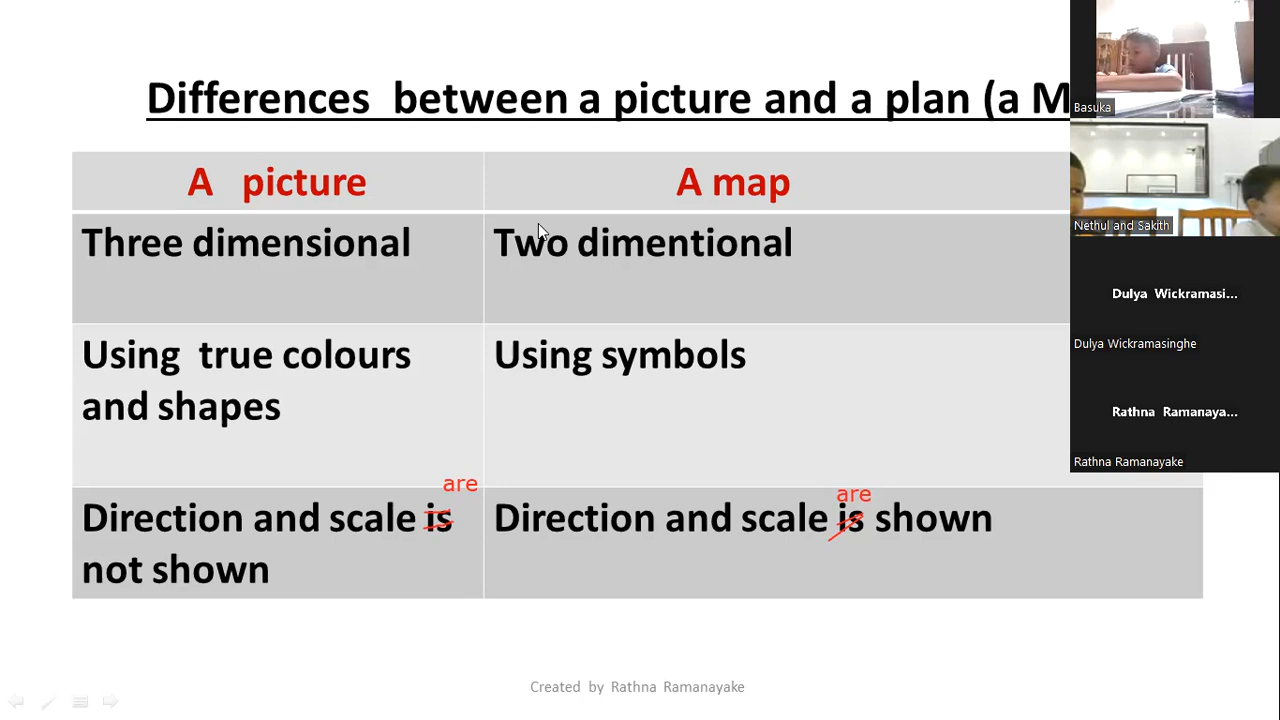 Differences between a picture and a plan (a M
A picture
A map
Three dimensional
Two dimentional
Using true colours
and shapes
Using symbols
are
Direction and scale is
not shown
are
Direction and scale is shown
Created by Rathna Ramanayake
Basuka
Nethul and Sakith
Dulya Wickramasi...
Dulya Wickramasinghe
Rathna Ramanaya...
Rathna Ramanayake